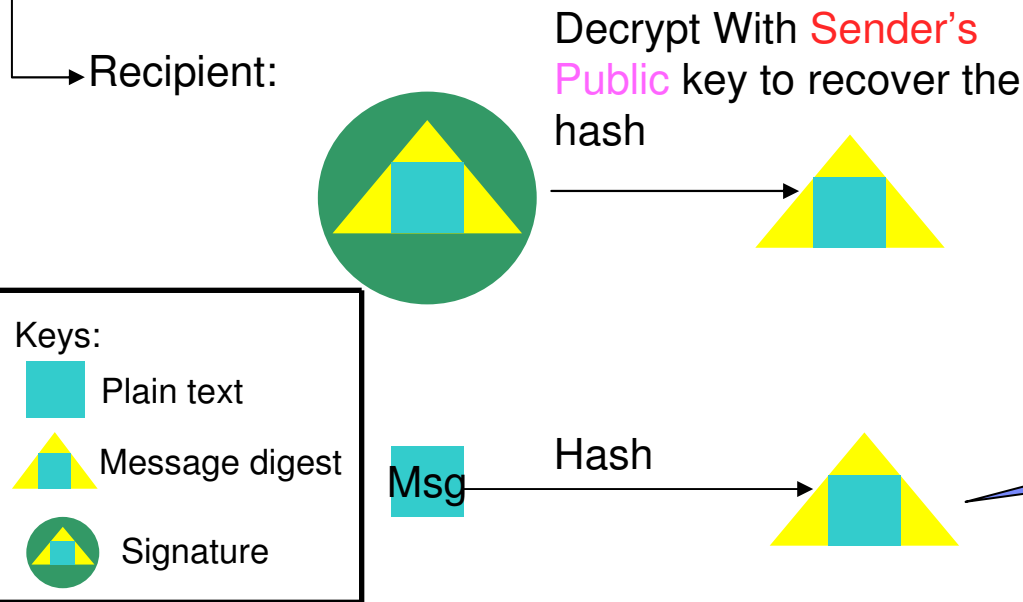 Recipient:
Decrypt With Sender's
Public key to recover the
hash
Keys:
Plain text
Message digest
Signature
Msg
Hash